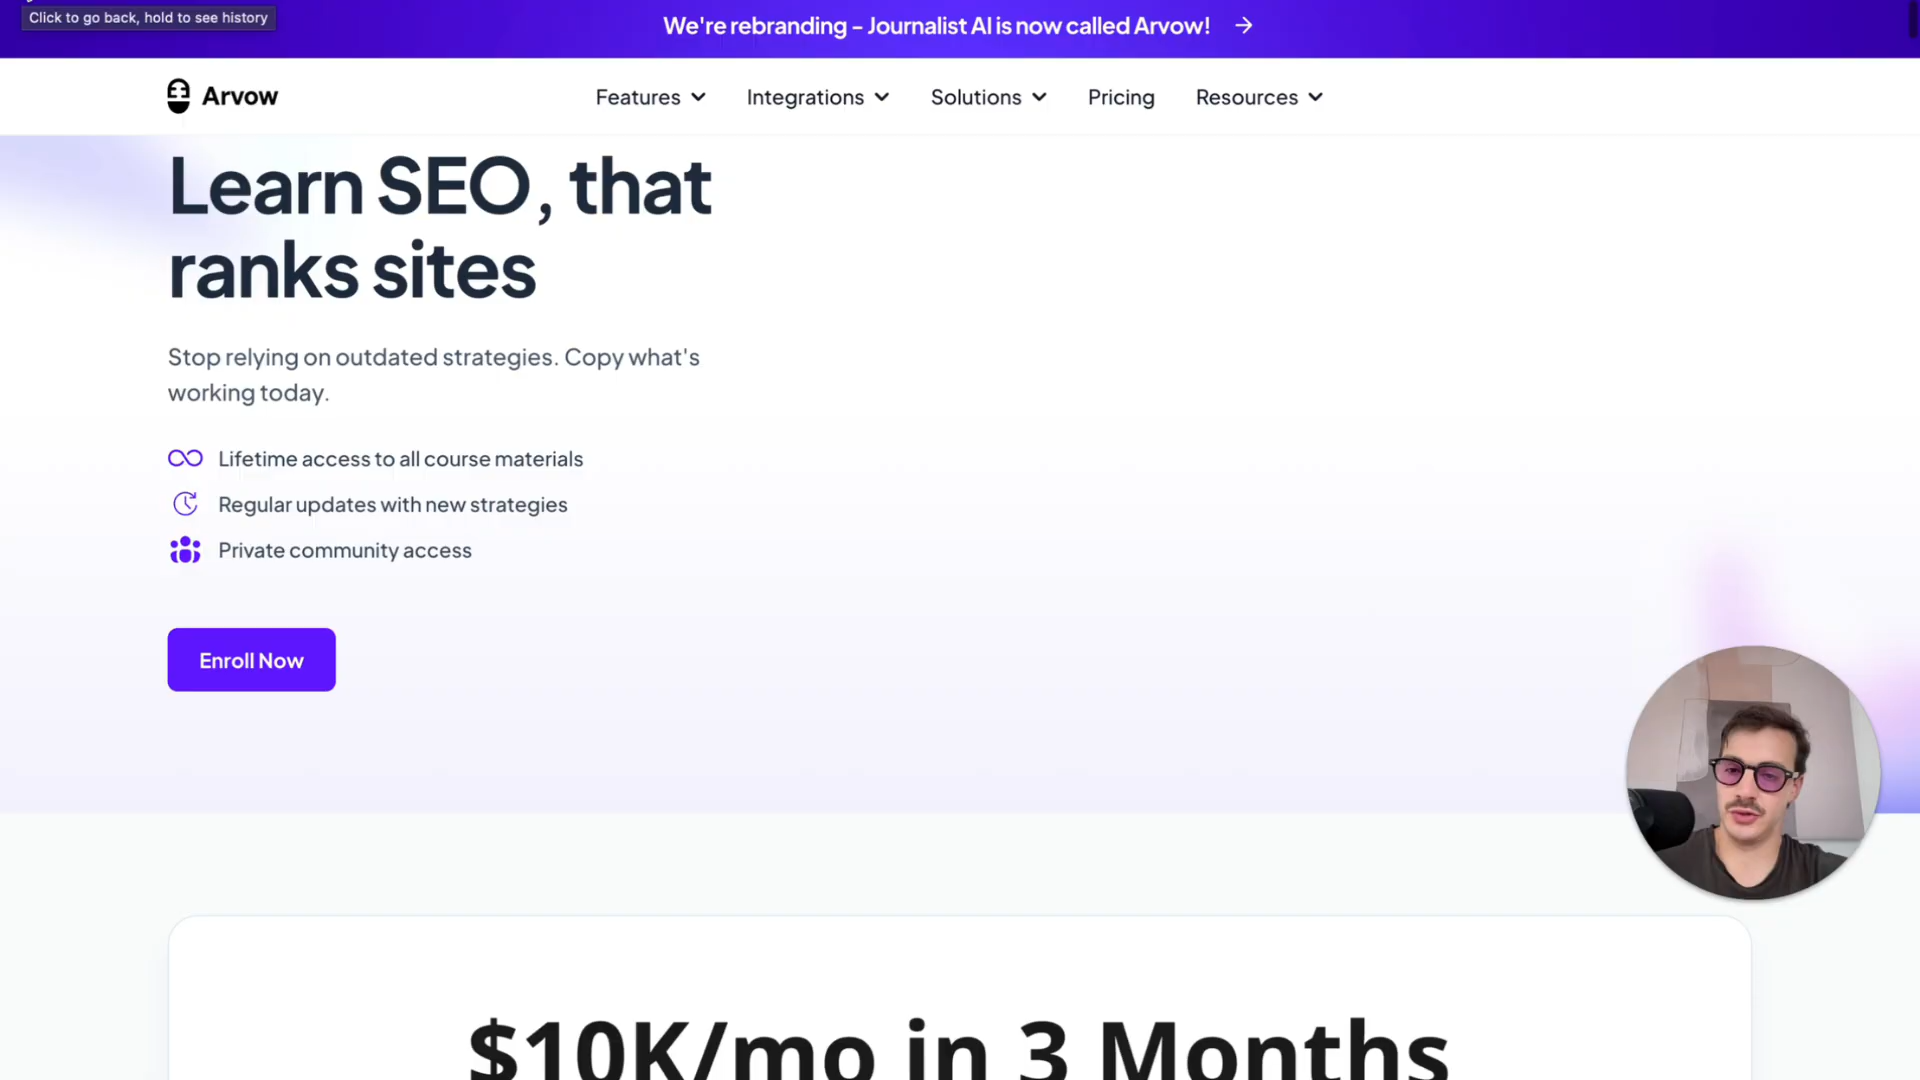 Click to go back, hold to see history
We're rebranding – Journalist AI is now called Arvow!
Arvow
Features
Integrations
Solutions
Pricing
Resources
Learn SEO, that
ranks sites
Stop relying on outdated strategies. Copy what's
working today.
Lifetime access to all course materials
Regular updates with new strategies
Private community access
Enroll Now
$10K/mo in 3 Months